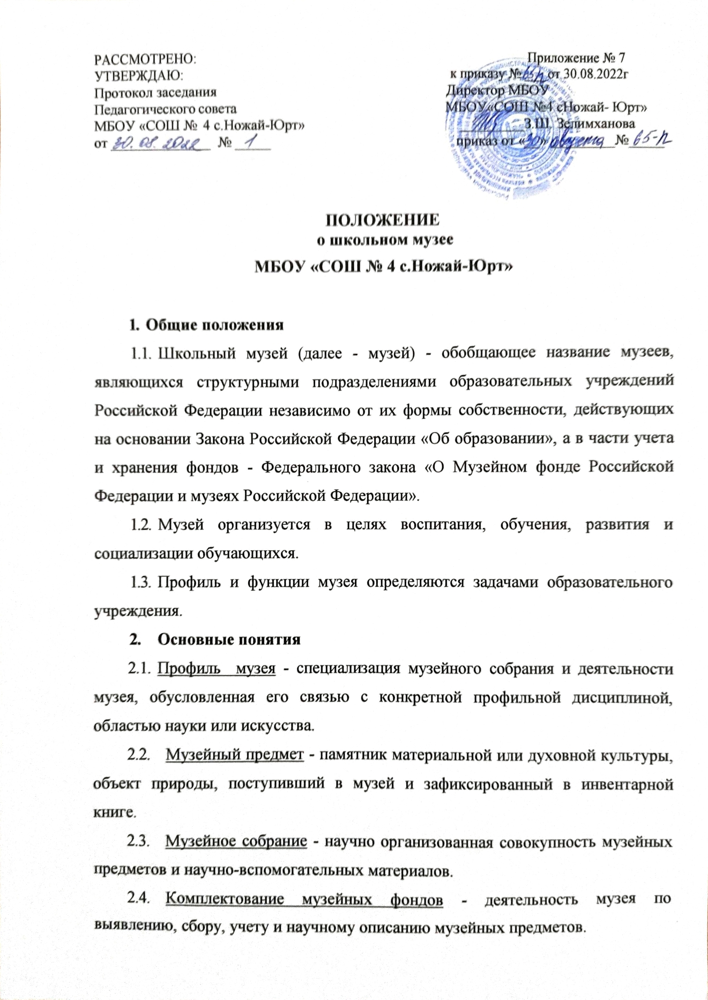 РАССМОТРЕНО:
УТВЕРЖДАЮ:
Протокол заседания
Педагогического совета
МБОУ «СОШ № 4 с.Ножай-Юрт»
от 30.08.2022 № 1
Приложение № 7
к приказу № 65-п от 30.08.2022г
Директор МБОУ
МБОУ«СОШ №4 сНожай- Юрт»
З.Ш. Зелимханова
приказ от «30» августа № 65-п
ПОЛОЖЕНИЕ
о школьном музее
МБОУ «СОШ № 4 с.Ножай-Юрт»
1. Общие положения
1.1. Школьный музей (далее - музей) - обобщающее название музеев,
являющихся структурными подразделениями образовательных учреждений
Российской Федерации независимо от их формы собственности, действующих
на основании Закона Российской Федерации «Об образовании», а в части учета
и хранения фондов - Федерального закона «О Музейном фонде Российской
Федерации и музеях Российской Федерации».
1.2. Музей организуется в целях воспитания, обучения, развития и
социализации обучающихся.
1.3. Профиль и функции музея определяются задачами образовательного
учреждения.
2. Основные понятия
2.1. Профиль музея - специализация музейного собрания и деятельности
музея, обусловленная его связью с конкретной профильной дисциплиной,
областью науки или искусства.
2.2. Музейный предмет - памятник материальной или духовной культуры,
объект природы, поступивший в музей и зафиксированный в инвентарной
книге.
2.3. Музейное собрание - научно организованная совокупность музейных
предметов и научно-вспомогательных материалов.
2.4. Комплектование музейных фондов - деятельность музея по
выявлению, сбору, учету и научному описанию музейных предметов.